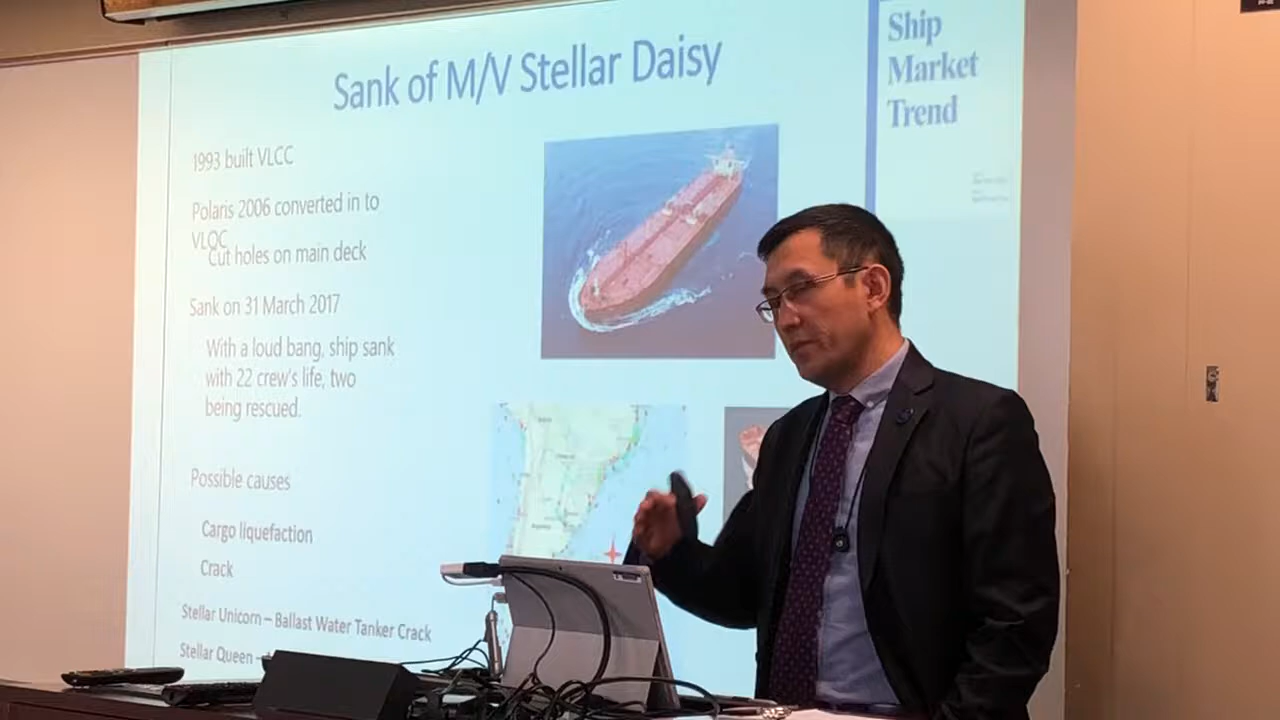 Sank of M/V Stellar Daisy
Ship
Market
Trend
1993 built VLCC
Polaris 2006 converted in to
VLOC
Cut holes on main deck
Sank on 31 March 2017
With a loud bang, ship sank
with 22 crew's life, two
being rescued.
Possible causes
Cargo liquefaction
Crack
Stellar Unicorn – Ballast Water Tanker Crack
Stellar Queen –